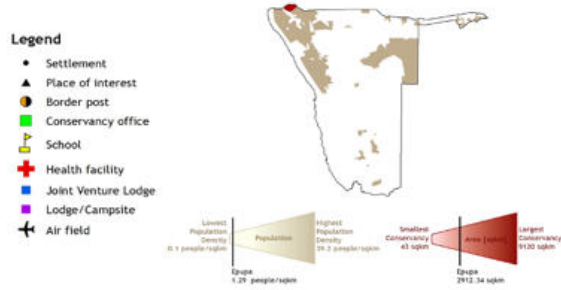 Legend
Settlement
Place of interest
Border post
Conservancy office
School
Health facility
Joint Venture Lodge
Lodge/Campsite
Air field
Lowest
Population
Density
0.1 people/sqkm
Population
Highest
Population
Density
39.2 people/sqkm
Epupa
1.29 people/sqkm
Smallest
Conservancy
43 sqkm
Area [sqkm]
Largest
Conservancy
9120 sqkm
Epupa
2912.34 sqkm